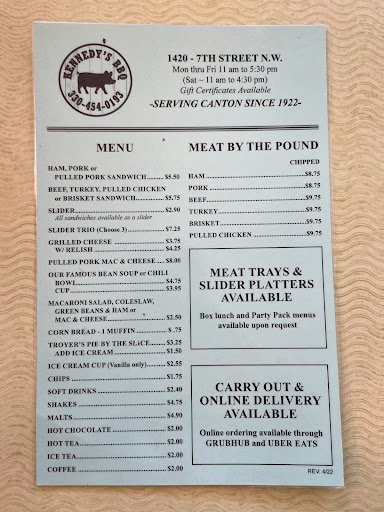 KENNEDY'S BBQ
330-454-0193
1420 - 7TH STREET N.W.
Mon thru Fri 11 am to 5:30 pm
(Sat ~ 11 am to 4:30 pm)
Gift Certificates Available
-SERVING CANTON SINCE 1922-
MENU
HAM, PORK or
PULLED PORK SANDWICH.........$5.50
BEEF, TURKEY, PULLED CHICKEN
or BRISKET SANDWICH...........$5.75
SLIDER...........$2.90
All sandwiches available as a slider
SLIDER TRIO (Choose 3)...........$7.25
GRILLED CHEESE ...........$3.75
W/ RELISH ...........$4.25
PULLED PORK MAC & CHEESE ..... $8.00
OUR FAMOUS BEAN SOUP or CHILI
BOWL...........$4.75
CUP ...........$3.95
MACARONI SALAD, COLESLAW,
GREEN BEANS & HAM or
MAC & CHEESE...........$2.50
CORN BREAD - 1 MUFFIN ........... $ .75
TROYER'S PIE BY THE SLICE...........$3.25
ADD ICE CREAM ...........$1.50
ICE CREAM CUP (Vanilla only)...........$2.55
CHIPS ...........$1.75
SOFT DRINKS ...........$2.40
SHAKES ...........$4.75
MALTS...........$4.90
HOT CHOCOLATE ...........$2.00
HOT TEA...........$2.00
ICE TEA...........$2.00
COFFEE ...........$2.00
MEAT BY THE POUND
CHIPPED
HAM...........$8.75
PORK ...........$8.75
BEEF...........$9.75
TURKEY...........$9.75
BRISKET...........$9.75
PULLED CHICKEN ...........$9.75
MEAT TRAYS &
SLIDER PLATTERS
AVAILABLE
Box lunch and Party Pack menus
available upon request
CARRY OUT &
ONLINE DELIVERY
AVAILABLE
Online ordering available through
GRUBHUB and UBER EATS
REV. 4/22